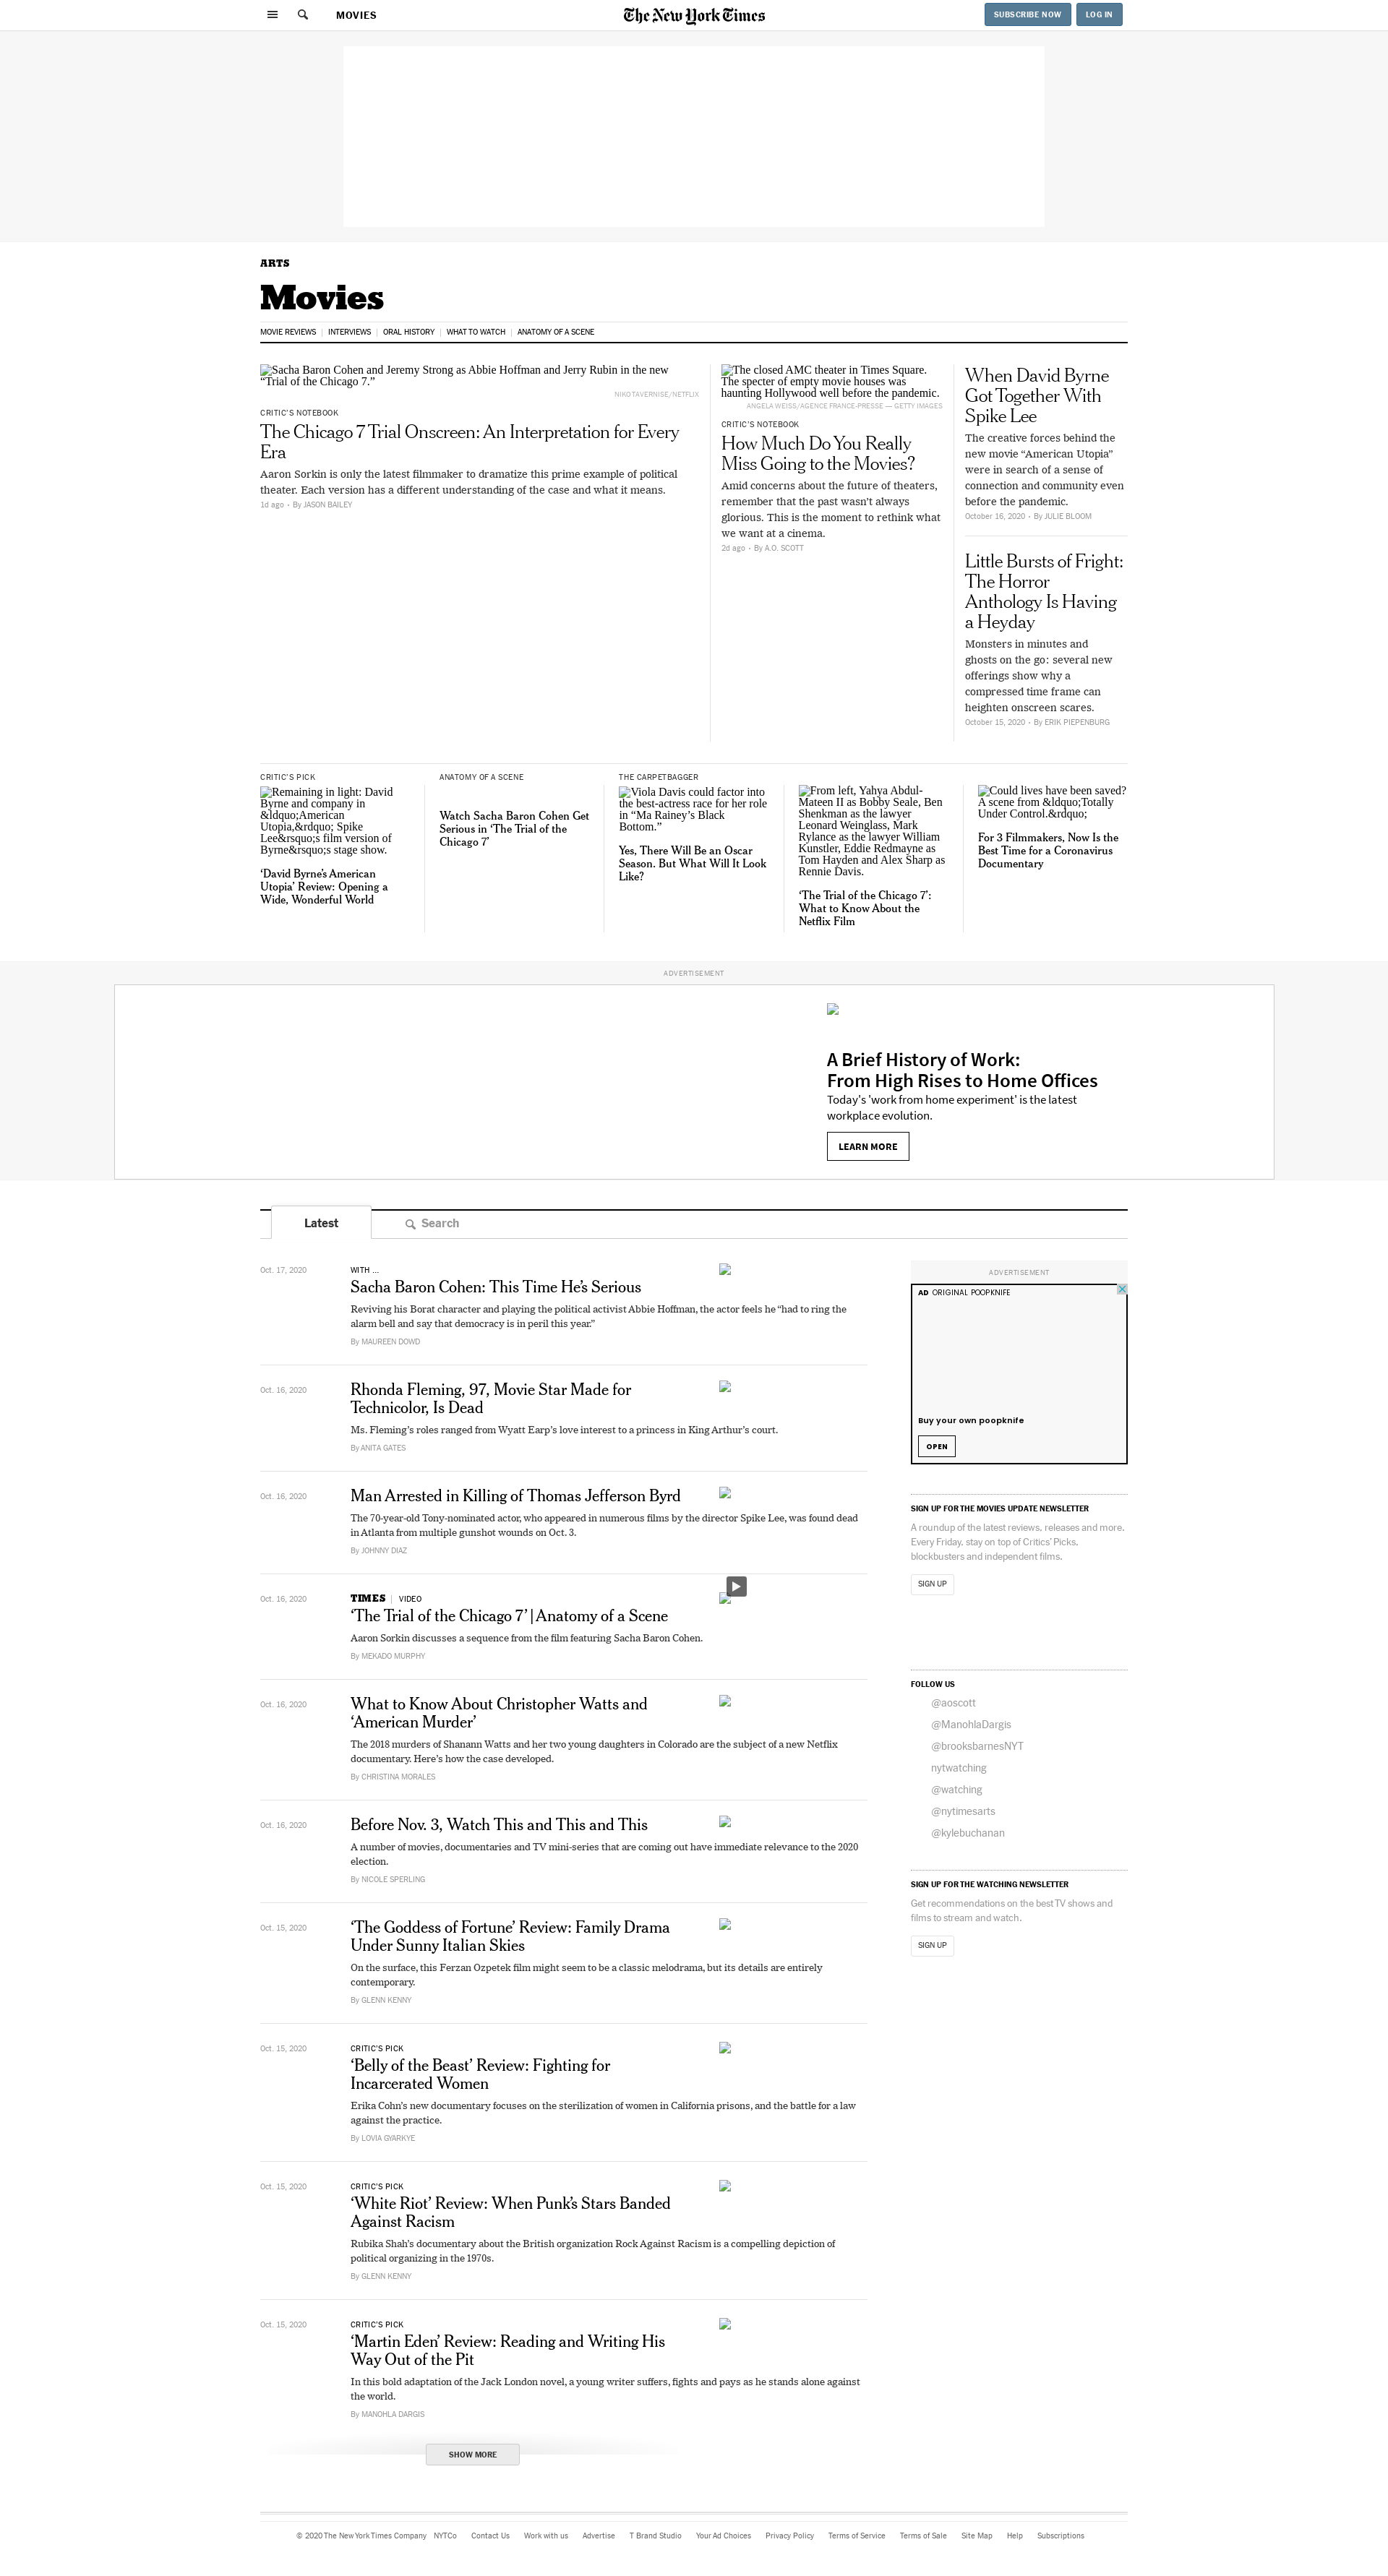 MOVIES
The New York Times
SUBSCRIBE NOW
LOG IN
ARTS
Movies
MOVIE REVIEWS
INTERVIEWS
ORAL HISTORY
WHAT TO WATCH
ANATOMY OF A SCENE
Sacha Baron Cohen and Jeremy Strong as Abbie Hoffman and Jerry Rubin in the new
“Trial of the Chicago 7.”
NIKO TAVERNISE/NETFLIX
CRITIC’S NOTEBOOK
The Chicago 7 Trial Onscreen: An Interpretation for Every
Era
Aaron Sorkin is only the latest filmmaker to dramatize this prime example of political
theater. Each version has a different understanding of the case and what it means.
1d ago • By JASON BAILEY
The closed AMC theater in Times Square.
The specter of empty movie houses was
haunting Hollywood well before the pandemic.
ANGELA WEISS/AGENCE FRANCE-PRESSE — GETTY IMAGES
CRITIC’S NOTEBOOK
How Much Do You Really
Miss Going to the Movies?
Amid concerns about the future of theaters,
remember that the past wasn’t always
glorious. This is the moment to rethink what
we want at a cinema.
2d ago • By A.O. SCOTT
When David Byrne
Got Together With
Spike Lee
The creative forces behind the
new movie “American Utopia”
were in search of a sense of
connection and community even
before the pandemic.
October 16, 2020 • By JULIE BLOOM
Little Bursts of Fright:
The Horror
Anthology Is Having
a Heyday
Monsters in minutes and
ghosts on the go: several new
offerings show why a
compressed time frame can
heighten onscreen scares.
October 15, 2020 • By ERIK PIEPENBURG
CRITIC’S PICK
Remaining in light: David
Byrne and company in
&ldquo;American
Utopia,&rdquo; Spike
Lee&rsquo;s film version of
Byrne&rsquo;s stage show.
‘David Byrne’s American
Utopia’ Review: Opening a
Wide, Wonderful World
ANATOMY OF A SCENE
Watch Sacha Baron Cohen Get
Serious in ‘The Trial of the
Chicago 7’
THE CARPETBAGGER
Viola Davis could factor into
the best-actress race for her role
in “Ma Rainey’s Black
Bottom.”
Yes, There Will Be an Oscar
Season. But What Will It Look
Like?
From left, Yahya Abdul-
Mateen II as Bobby Seale, Ben
Shenkman as the lawyer
Leonard Weinglass, Mark
Rylance as the lawyer William
Kunstler, Eddie Redmayne as
Tom Hayden and Alex Sharp as
Rennie Davis.
‘The Trial of the Chicago 7’:
What to Know About the
Netflix Film
Could lives have been saved?
A scene from &ldquo;Totally
Under Control.&rdquo;
For 3 Filmmakers, Now Is the
Best Time for a Coronavirus
Documentary
ADVERTISEMENT
A Brief History of Work:
From High Rises to Home Offices
Today's 'work from home experiment' is the latest
workplace evolution.
LEARN MORE
Latest
Search
Oct. 17, 2020
WITH ...
Sacha Baron Cohen: This Time He’s Serious
Reviving his Borat character and playing the political activist Abbie Hoffman, the actor feels he “had to ring the
alarm bell and say that democracy is in peril this year.”
By MAUREEN DOWD
Oct. 16, 2020
Rhonda Fleming, 97, Movie Star Made for
Technicolor, Is Dead
Ms. Fleming’s roles ranged from Wyatt Earp’s love interest to a princess in King Arthur’s court.
By ANITA GATES
Oct. 16, 2020
Man Arrested in Killing of Thomas Jefferson Byrd
The 70-year-old Tony-nominated actor, who appeared in numerous films by the director Spike Lee, was found dead
in Atlanta from multiple gunshot wounds on Oct. 3.
By JOHNNY DIAZ
Oct. 16, 2020
TIMES | VIDEO
‘The Trial of the Chicago 7’ | Anatomy of a Scene
Aaron Sorkin discusses a sequence from the film featuring Sacha Baron Cohen.
By MEKADO MURPHY
Oct. 16, 2020
What to Know About Christopher Watts and
‘American Murder’
The 2018 murders of Shanann Watts and her two young daughters in Colorado are the subject of a new Netflix
documentary. Here’s how the case developed.
By CHRISTINA MORALES
Oct. 16, 2020
Before Nov. 3, Watch This and This and This
A number of movies, documentaries and TV mini-series that are coming out have immediate relevance to the 2020
election.
By NICOLE SPERLING
Oct. 15, 2020
‘The Goddess of Fortune’ Review: Family Drama
Under Sunny Italian Skies
On the surface, this Ferzan Ozpetek film might seem to be a classic melodrama, but its details are entirely
contemporary.
By GLENN KENNY
Oct. 15, 2020
CRITIC’S PICK
‘Belly of the Beast’ Review: Fighting for
Incarcerated Women
Erika Cohn’s new documentary focuses on the sterilization of women in California prisons, and the battle for a law
against the practice.
By LOVIA GYARKYE
Oct. 15, 2020
CRITIC’S PICK
‘White Riot’ Review: When Punk’s Stars Banded
Against Racism
Rubika Shah’s documentary about the British organization Rock Against Racism is a compelling depiction of
political organizing in the 1970s.
By GLENN KENNY
Oct. 15, 2020
CRITIC’S PICK
‘Martin Eden’ Review: Reading and Writing His
Way Out of the Pit
In this bold adaptation of the Jack London novel, a young writer suffers, fights and pays as he stands alone against
the world.
By MANOHLA DARGIS
SHOW MORE
ADVERTISEMENT
AD ORIGINAL POOPKNIFE
Buy your own poopknife
OPEN
SIGN UP FOR THE MOVIES UPDATE NEWSLETTER
A roundup of the latest reviews, releases and more.
Every Friday, stay on top of Critics’ Picks,
blockbusters and independent films.
SIGN UP
FOLLOW US
@aoscott
@ManohlaDargis
@brooksbarnesNYT
nytwatching
@watching
@nytimesarts
@kylebuchanan
SIGN UP FOR THE WATCHING NEWSLETTER
Get recommendations on the best TV shows and
films to stream and watch.
SIGN UP
© 2020 The New York Times Company NYTCo Contact Us Work with us Advertise T Brand Studio Your Ad Choices Privacy Policy Terms of Service Terms of Sale Site Map Help Subscriptions